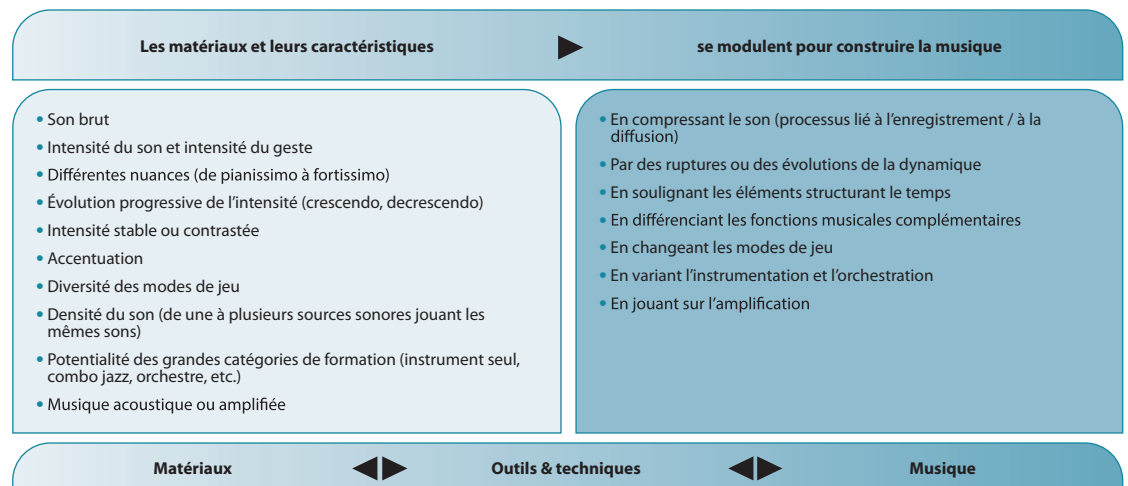 Les matériaux et leurs caractéristiques
se modulent pour construire la musique
• Son brut
• Intensité du son et intensité du geste
• Différentes nuances (de pianissimo à fortissimo)
• Évolution progressive de l'intensité (crescendo, decrescendo)
• Intensité stable ou contrastée
• Accentuation
• Diversité des modes de jeu
• Densité du son (de une à plusieurs sources sonores jouant les
mêmes sons)
• Potentialité des grandes catégories de formation (instrument seul,
combo jazz, orchestre, etc.)
• Musique acoustique ou amplifiée
• En compressant le son (processus lié à l'enregistrement / à la
diffusion)
• Par des ruptures ou des évolutions de la dynamique
• En soulignant les éléments structurant le temps
• En différenciant les fonctions musicales complémentaires
• En changeant les modes de jeu
• En variant l'instrumentation et l'orchestration
• En jouant sur l'amplification
Matériaux
Outils & techniques
Musique